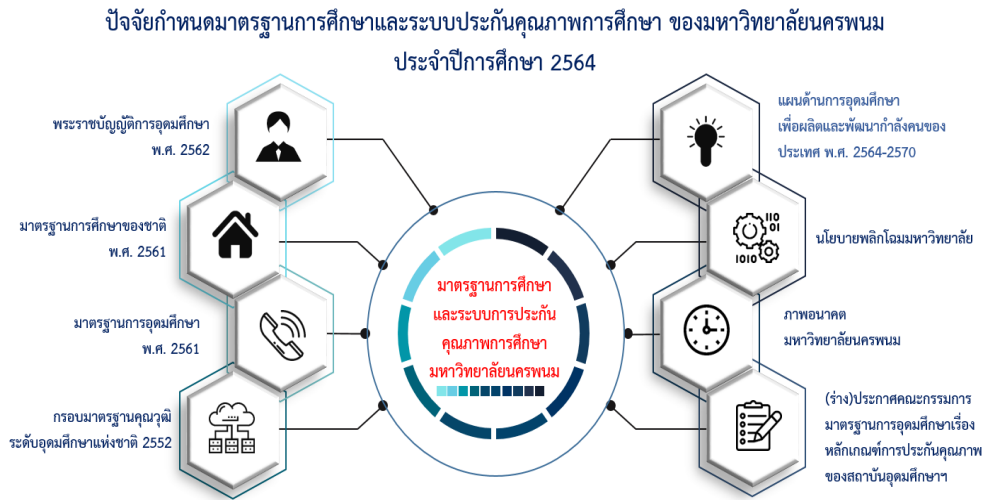 ปัจจัยกำหนดมาตรฐานการศึกษาและระบบประกันคุณภาพการศึกษา ของมหาวิทยาลัยนครพนม
ประจำปีการศึกษา 2564
พระราชบัญญัติการอุดมศึกษา
พ.ศ. 2562
มาตรฐานการศึกษาของชาติ
พ.ศ. 2561
มาตรฐานการอุดมศึกษา
พ.ศ. 2561
กรอบมาตรฐานคุณวุฒิ
ระดับอุดมศึกษาแห่งชาติ 2552
มาตรฐานการศึกษา
และระบบการประกัน
คุณภาพการศึกษา
มหาวิทยาลัยนครพนม
แผนด้านการอุดมศึกษา
เพื่อผลิตและพัฒนากำลังคนของ
ประเทศ พ.ศ. 2564-2570
110
01
1010
นโยบายพลิกโฉมมหาวิทยาลัย
ภาพอนาคต
มหาวิทยาลัยนครพนม
(ร่าง)ประกาศคณะกรรมการ
มาตรฐานการอุดมศึกษาเรื่อง
หลักเกณฑ์การประกันคุณภาพ
ของสถาบันอุดมศึกษาฯ